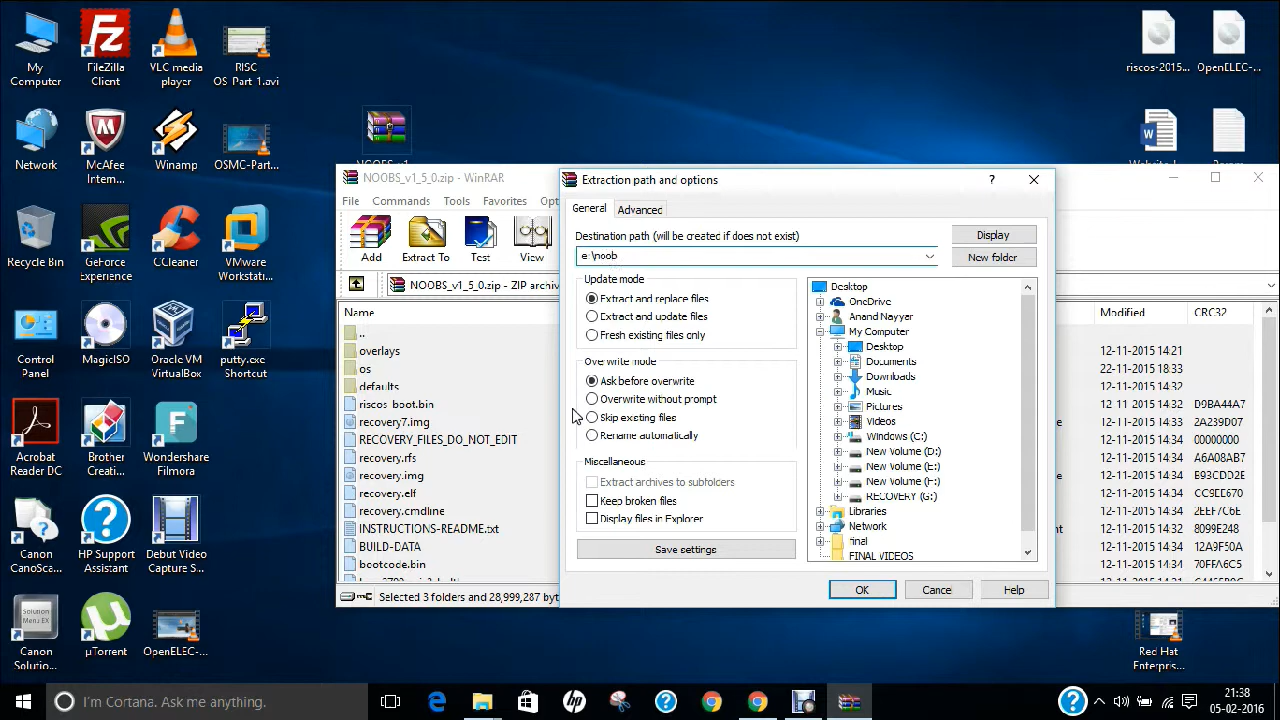 My Computer
FileZilla Client
VLC media player
RISC OS-Part-1.avi
riscos-2015...
OpenELEC-...
Network
McAfee Intern...
Winamp
OSMC-Part...
Recycle Bin
GeForce Experience
CCleaner
VMware Workstati...
Control Panel
MagicISO
Oracle VM VirtualBox
putty.exe Shortcut
Acrobat Reader DC
Brother Creati...
Wondershare Filmora
Canon CanoSca...
HP Support Assistant
Debut Video Capture S...
Canon Solutio...
µTorrent
OpenELEC-...
Solution Menu EX
Red Hat Enterpris...
NOOBS_v1_5_0.zip - WinRAR
File Commands Tools Favorites
Add Extract To Test View
NOOBS_v1_5_0.zip - ZIP archiv
Name Modified CRC32
..
overlays 12-11-2015 14:21
os 22-11-2015 18:33
defaults 12-11-2015 14:32
riscos_boot.bin 12-11-2015 14:34 D9BA44A7
recovery7.img 12-11-2015 14:34 2A239D07
RECOVERY_FILES_DO_NOT_EDIT 12-11-2015 14:34 00000000
recovery.rfs 12-11-2015 14:34 A6A08AB7
recovery.img 12-11-2015 14:34 B93CDD2E
recovery.elf 12-11-2015 14:34 CC9EE670
recovery.cmdline 12-11-2015 14:34 2EEF7C6E
INSTRUCTIONS-README.txt 12-11-2015 14:34 8099E248
BUILD-DATA 12-11-2015 14:34 12A9F50A
bootcode.bin 12-11-2015 14:34 70FFA6C5
Selected 3 folders and 28,999,287 byt
Extraction path and options
?
General Advanced
Destination path (will be created if does not exist)
Display
e:\noob
New folder
Update mode
Extract and replace files
Extract and update files
Fresh existing files only
Overwrite mode
Ask before overwrite
Overwrite without prompt
Skip existing files
Rename automatically
Miscellaneous
Extract archives to subfolders
Keep broken files
Display files in Explorer
Save settings
Desktop
OneDrive
Anand Nayyar
My Computer
Desktop
Documents
Downloads
Music
Pictures
Videos
Windows (C:)
New Volume (D:)
New Volume (E:)
New Volume (F:)
RECOVERY (G:)
Libraries
Network
final
FINAL VIDEOS
OK Cancel Help
I'm Cortana. Ask me anything.
21:38
05-02-2016